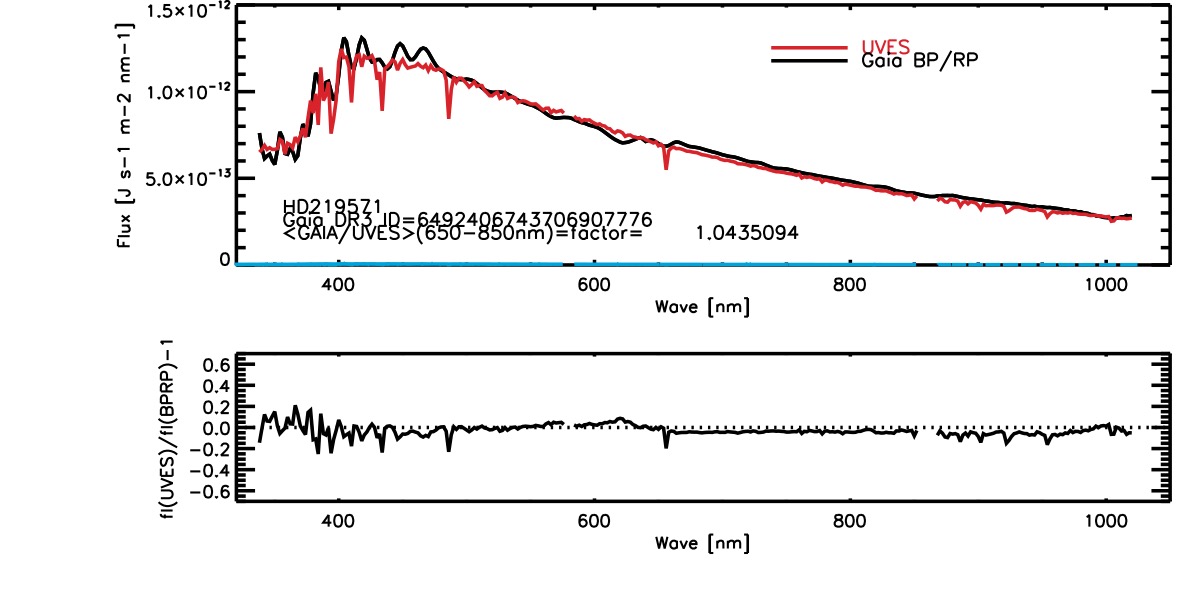 1.5×10−12
1.0×10−12
5.0×10−13
0
Flux [J s−1 m−2 nm−1]
UVES
Gaia BP/RP
HD219571
Gaia DR3 ID=6492406743706907776
<GAIA/UVES>(650−850nm)=factor= 1.0435094
400 600 800 1000
Wave [nm]
fl(UVES)/fl(BPRP)−1
0.6
0.4
0.2
0.0
−0.2
−0.4
−0.6
400 600 800 1000
Wave [nm]